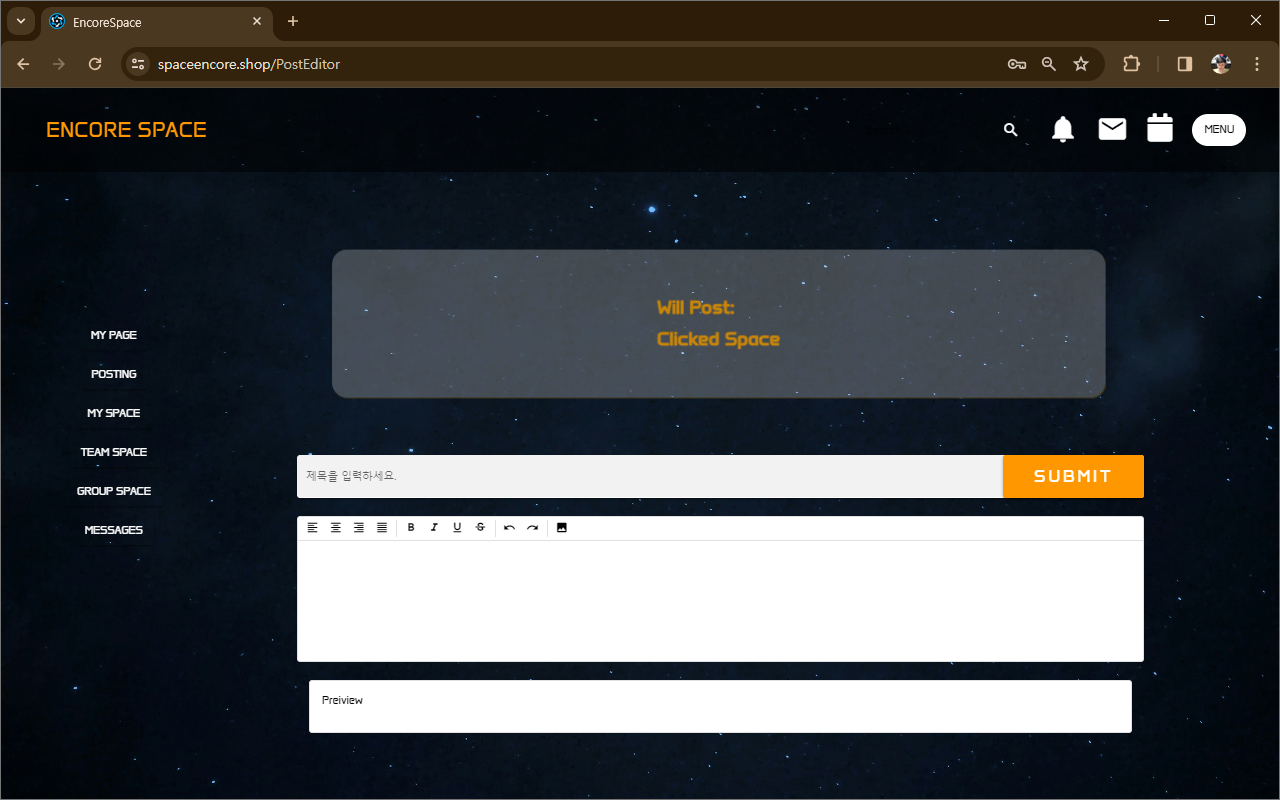 EncoreSpace
spaceencore.shop/PostEditor
ENCORE SPACE
MENU
Will Post:
Clicked Space
MY PAGE
POSTING
MY SPACE
TEAM SPACE
GROUP SPACE
MESSAGES
제목을 입력하세요.
SUBMIT
B I U S
Preiview